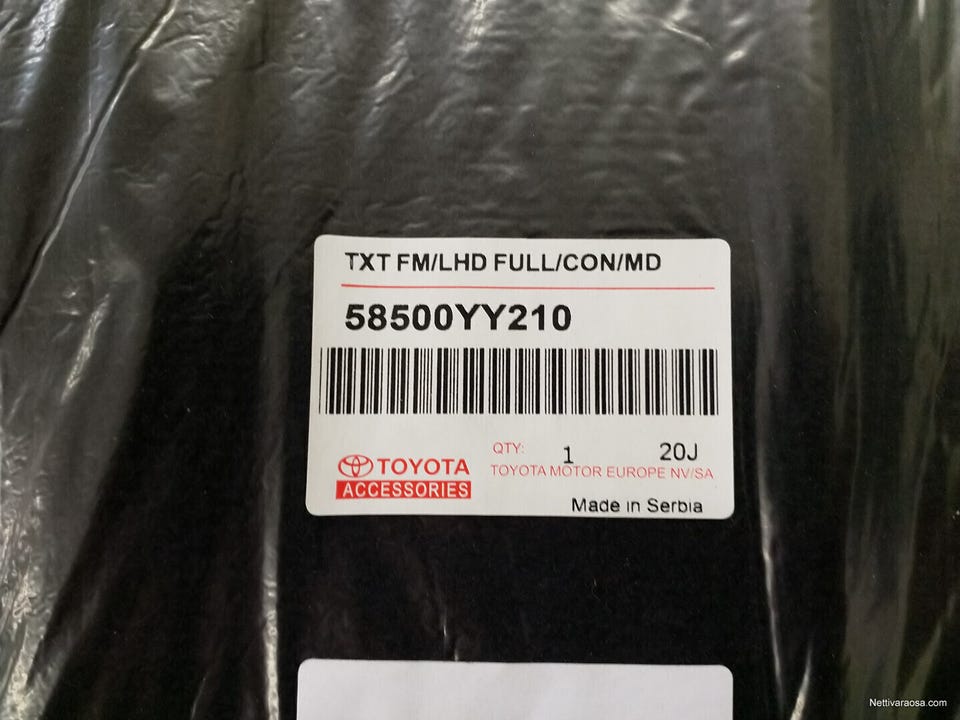 TXT FM/LHD FULL/CON/MD
58500YY210
QTY: 1 20J
TOYOTA MOTOR EUROPE NV/SA
TOYOTA
ACCESSORIES
Made in Serbia
Nettivaraosa.com